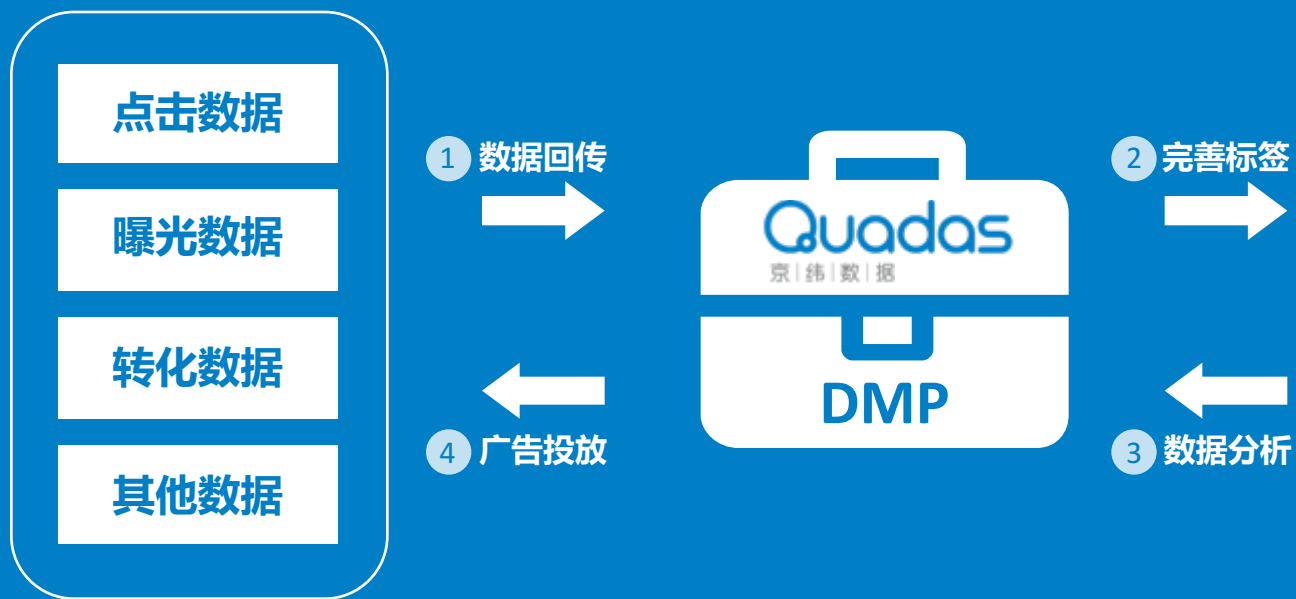 点击数据
曝光数据
转化数据
其他数据
1 数据回传
4 广告投放
Quadas
京|纬|数|据
DMP
2 完善标签
3 数据分析